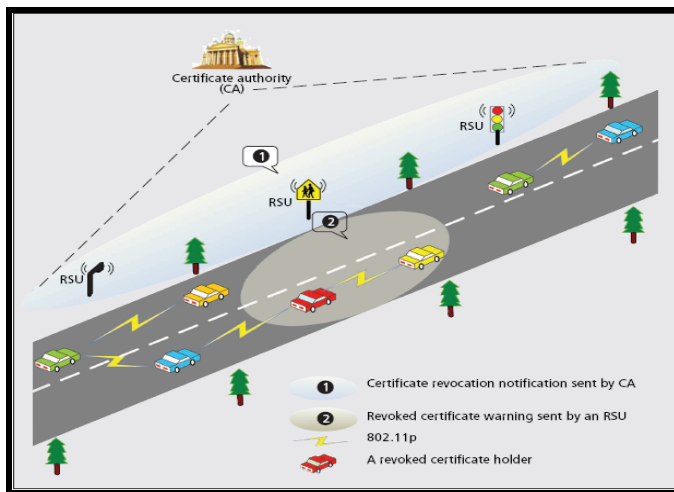 Certificate authority
(CA)
RSU
1
RSU
2
RSU
1 Certificate revocation notification sent by CA
2 Revoked certificate warning sent by an RSU
802.11p
A revoked certificate holder